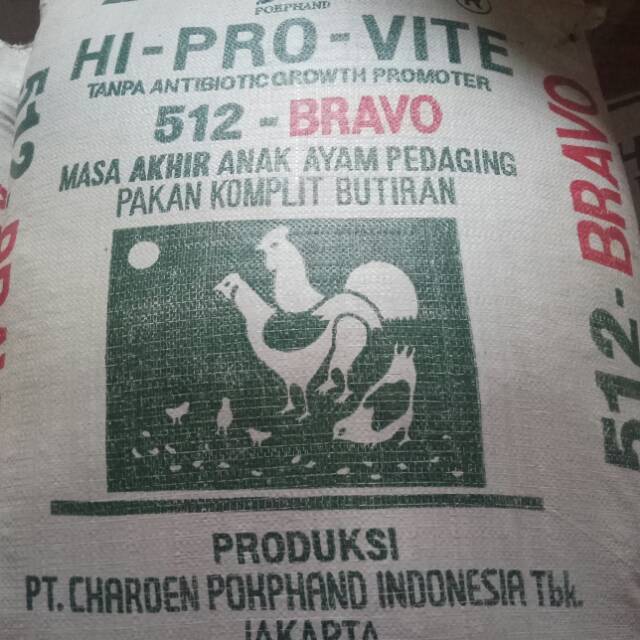 POKPHAND
HI-PRO-VITE
TANPA ANTIBIOTIC GROWTH PROMOTER
512 - BRAVO
MASA AKHIR ANAK AYAM PEDAGING
PAKAN KOMPLIT BUTIRAN
PRODUKSI
PT. CHAROEN POKPHAND INDONESIA Tbk.
JAKARTA
512-BRAVO
512